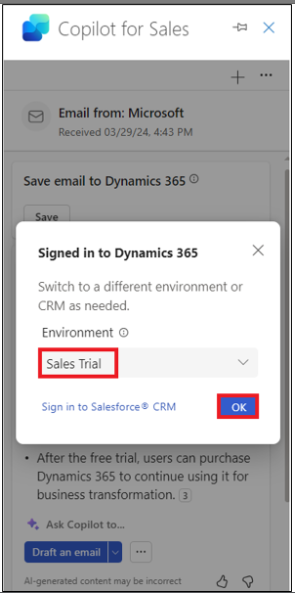 Copilot for Sales
Email from: Microsoft
Received 03/29/24, 4:43 PM
Save email to Dynamics 365
Save
Signed in to Dynamics 365
Switch to a different environment or
CRM as needed.
Environment
Sales Trial
Sign in to Salesforce® CRM
OK
• After the free trial, users can purchase
Dynamics 365 to continue using it for
business transformation. 3
Ask Copilot to...
Draft an email
AI-generated content may be incorrect